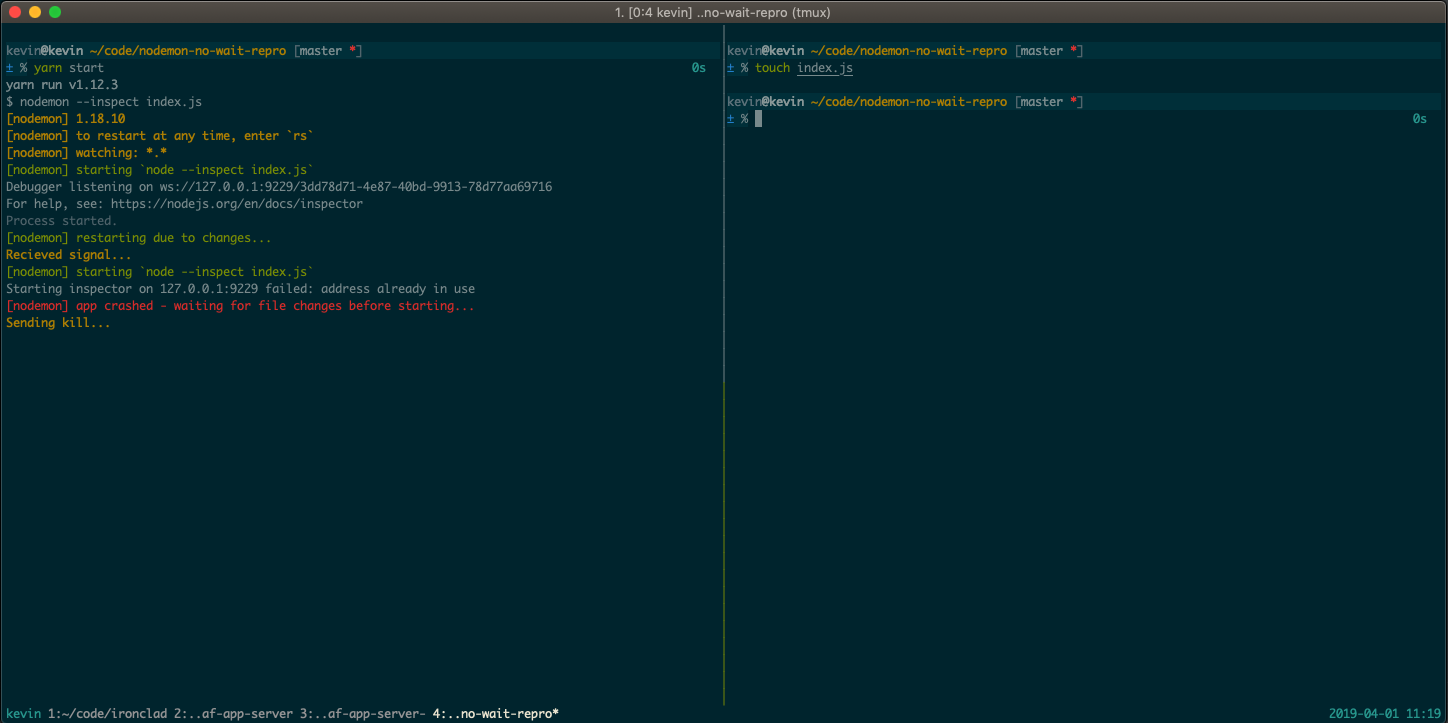 1. [0:4 kevin] ..no-wait-repro (tmux)
kevin@kevin ~/code/nodemon-no-wait-repro [master *]
± % yarn start 0s
yarn run v1.12.3
$ nodemon --inspect index.js
[nodemon] 1.18.10
[nodemon] to restart at any time, enter `rs`
[nodemon] watching: *.*
[nodemon] starting `node --inspect index.js`
Debugger listening on ws://127.0.0.1:9229/3dd78d71-4e87-40bd-9913-78d77aa69716
For help, see: https://nodejs.org/en/docs/inspector
Process started.
[nodemon] restarting due to changes...
Recieved signal...
[nodemon] starting `node --inspect index.js`
Starting inspector on 127.0.0.1:9229 failed: address already in use
[nodemon] app crashed - waiting for file changes before starting...
Sending kill...
kevin@kevin ~/code/nodemon-no-wait-repro [master *]
± % touch index.js
kevin@kevin ~/code/nodemon-no-wait-repro [master *]
± % 0s
kevin 1:~/code/ironclad 2:..af-app-server 3:..af-app-server- 4:..no-wait-repro* 2019-04-01 11:19